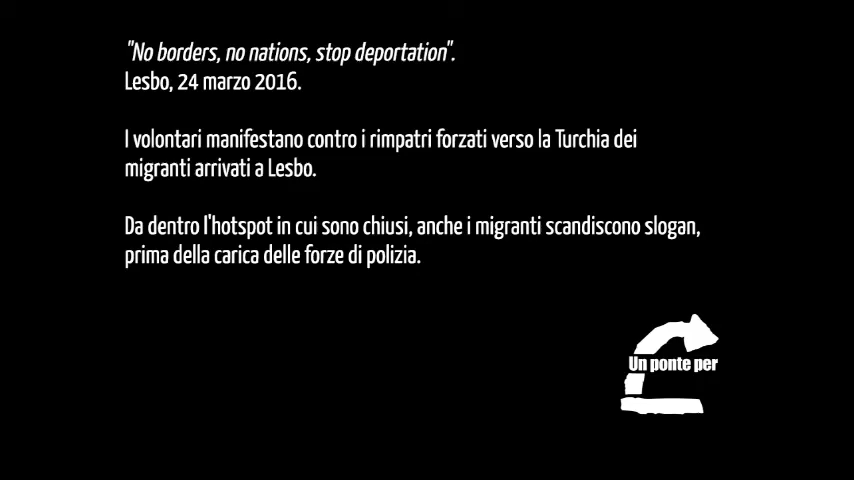 "No borders, no nations, stop deportation".
Lesbo, 24 marzo 2016.
I volontari manifestano contro i rimpatri forzati verso la Turchia dei
migranti arrivati a Lesbo.
Da dentro l'hotspot in cui sono chiusi, anche i migranti scandiscono slogan,
prima della carica delle forze di polizia.
Un ponte per